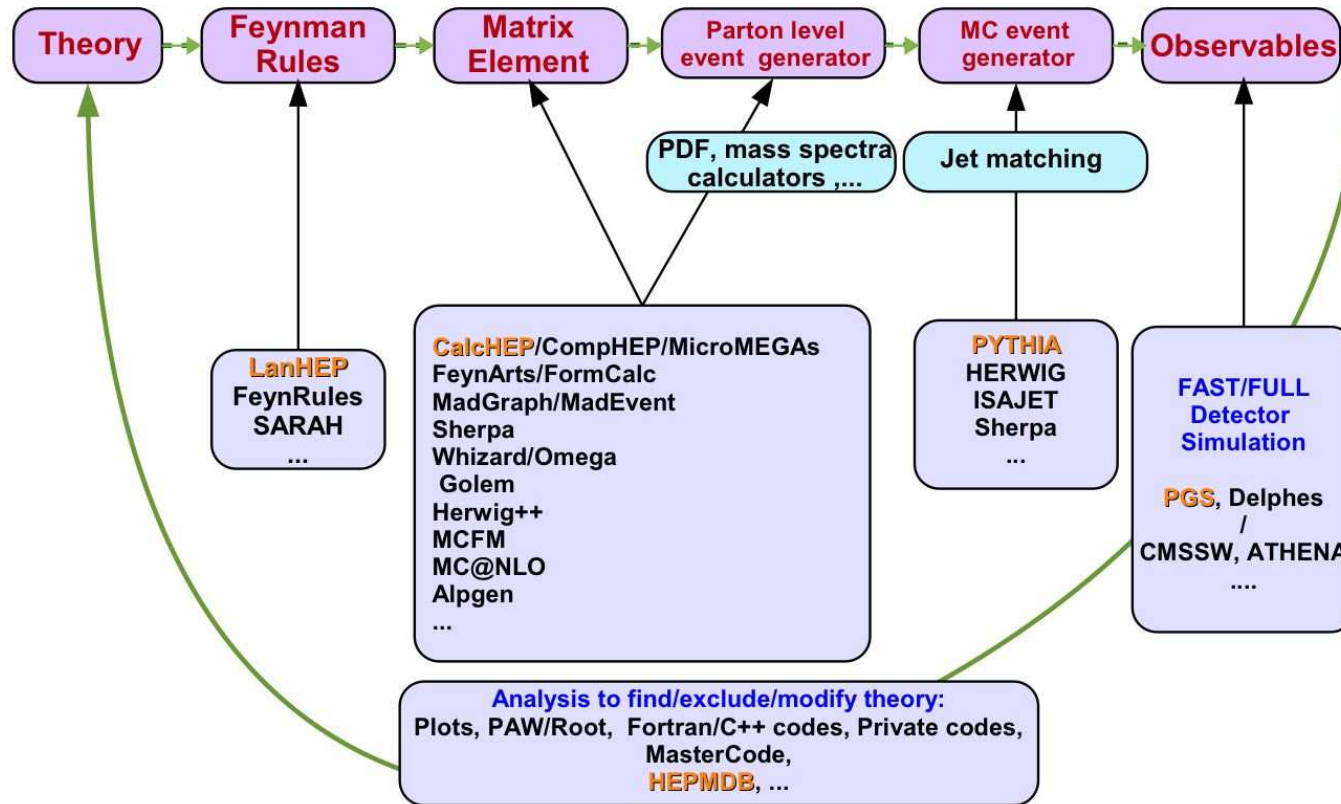 Theory
Feynman
Rules
Matrix
Element
Parton level
event generator
MC event
generator
Observables
PDF, mass spectra
calculators ,...
Jet matching
LanHEP
FeynRules
SARAH
...
CalcHEP/CompHEP/MicroMEGAs
FeynArts/FormCalc
MadGraph/MadEvent
Sherpa
Whizard/Omega
Golem
Herwig++
MCFM
MC@NLO
Alpgen
...
PYTHIA
HERWIG
ISAJET
Sherpa
...
FAST/FULL
Detector
Simulation
PGS, Delphes
/
CMSSW, ATHENA
....
Analysis to find/exclude/modify theory:
Plots, PAW/Root, Fortran/C++ codes, Private codes,
MasterCode,
HEPMDB, ...